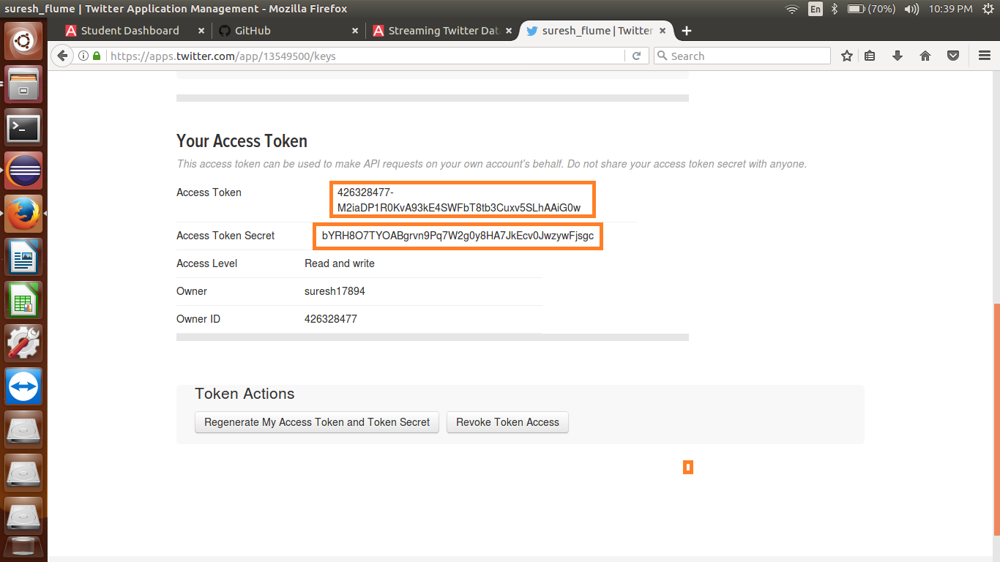 suresh_flume | Twitter Application Management - Mozilla Firefox
En (70%) 10:39 PM
Student Dashboard × GitHub × Streaming Twitter Dat × suresh_flume | Twitter × +
https://apps.twitter.com/app/13549500/keys Search
Your Access Token
This access token can be used to make API requests on your own account's behalf. Do not share your access token secret with anyone.
Access Token 426328477-
M2iaDP1R0KvA93kE4SWFbT8tb3Cuxv5SLhAAiG0w
Access Token Secret bYRH8O7TYOABgrvn9Pq7W2g0y8HA7JkEcv0JwzywFjsgc
Access Level Read and write
Owner suresh17894
Owner ID 426328477
Token Actions
Regenerate My Access Token and Token Secret Revoke Token Access